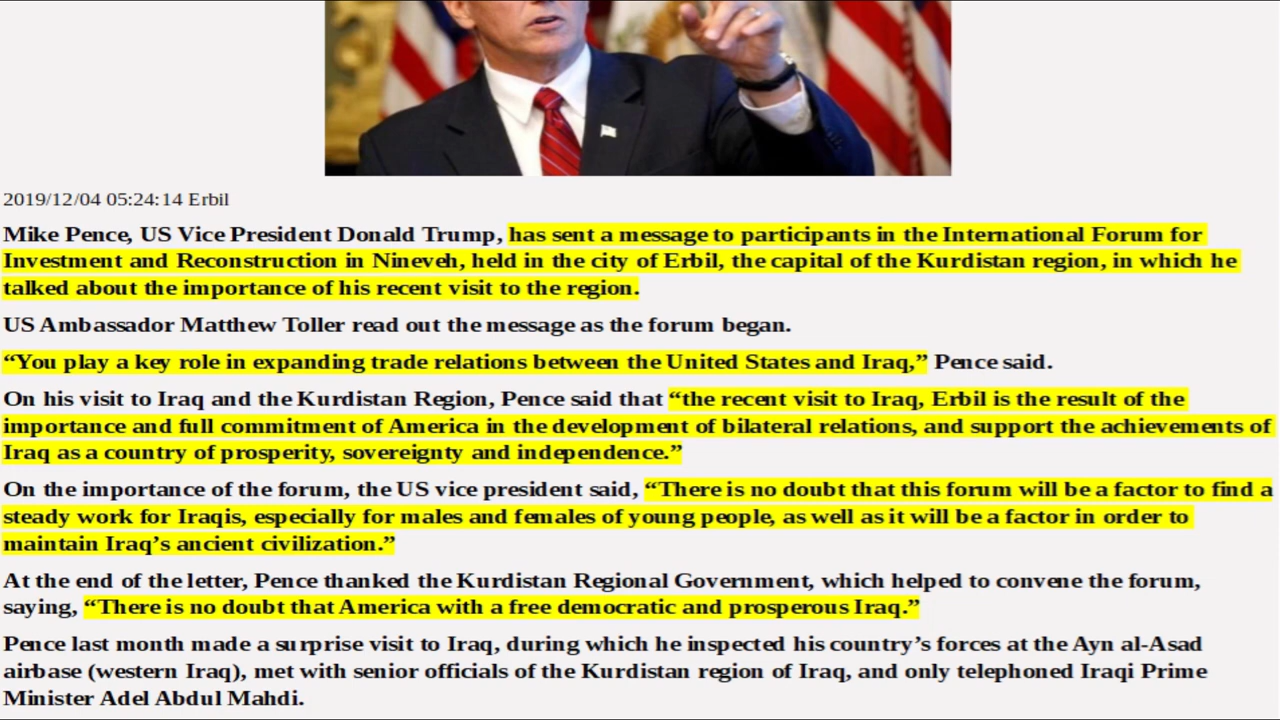 2019/12/04 05:24:14 Erbil
Mike Pence, US Vice President Donald Trump, has sent a message to participants in the International Forum for
Investment and Reconstruction in Nineveh, held in the city of Erbil, the capital of the Kurdistan region, in which he
talked about the importance of his recent visit to the region.
US Ambassador Matthew Toller read out the message as the forum began.
“You play a key role in expanding trade relations between the United States and Iraq,” Pence said.
On his visit to Iraq and the Kurdistan Region, Pence said that “the recent visit to Iraq, Erbil is the result of the
importance and full commitment of America in the development of bilateral relations, and support the achievements of
Iraq as a country of prosperity, sovereignty and independence.”
On the importance of the forum, the US vice president said, “There is no doubt that this forum will be a factor to find a
steady work for Iraqis, especially for males and females of young people, as well as it will be a factor in order to
maintain Iraq’s ancient civilization.”
At the end of the letter, Pence thanked the Kurdistan Regional Government, which helped to convene the forum,
saying, “There is no doubt that America with a free democratic and prosperous Iraq.”
Pence last month made a surprise visit to Iraq, during which he inspected his country’s forces at the Ayn al-Asad
airbase (western Iraq), met with senior officials of the Kurdistan region of Iraq, and only telephoned Iraqi Prime
Minister Adel Abdul Mahdi.